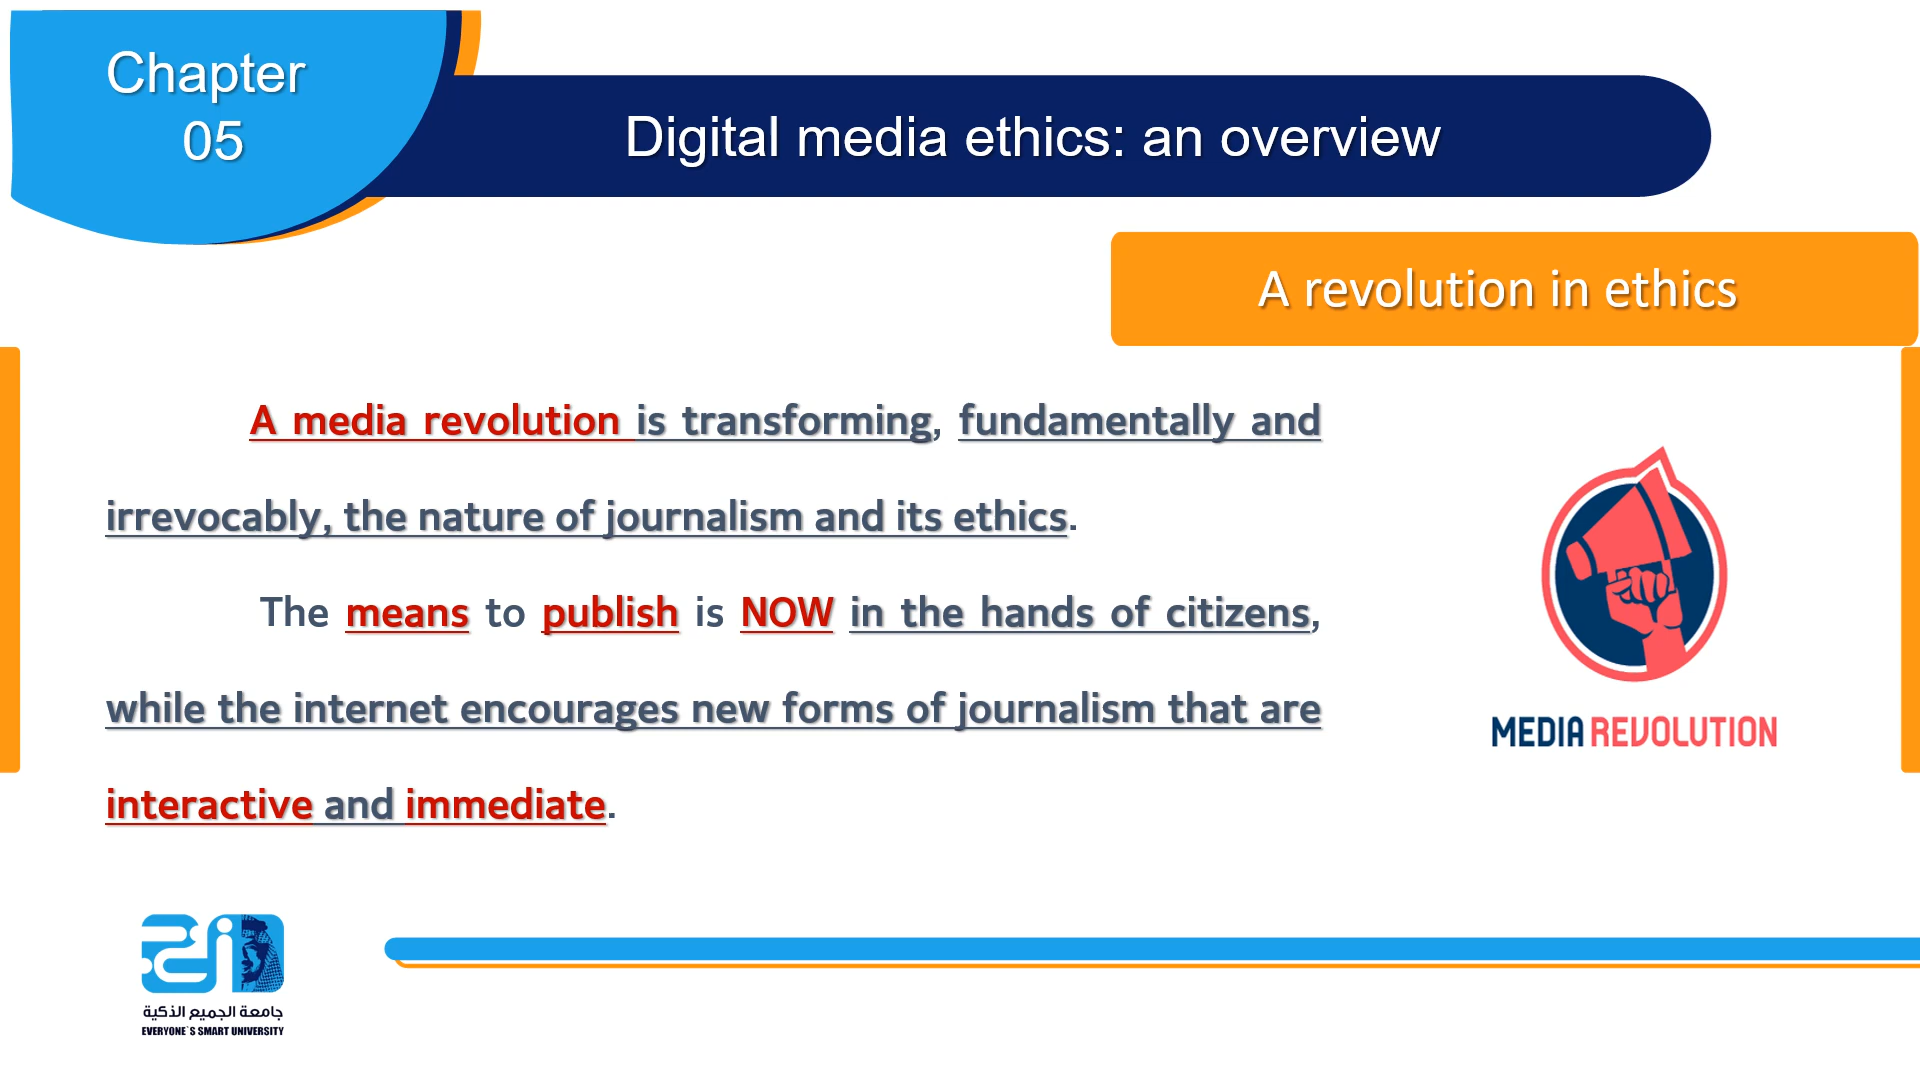 Chapter
05
Digital media ethics: an overview
A revolution in ethics
A media revolution is transforming, fundamentally and
irrevocably, the nature of journalism and its ethics.
The means to publish is NOW in the hands of citizens,
while the internet encourages new forms of journalism that are
interactive and immediate.
MEDIA REVOLUTION
جامعة الجميع الذكية
EVERYONE`S SMART UNIVERSITY